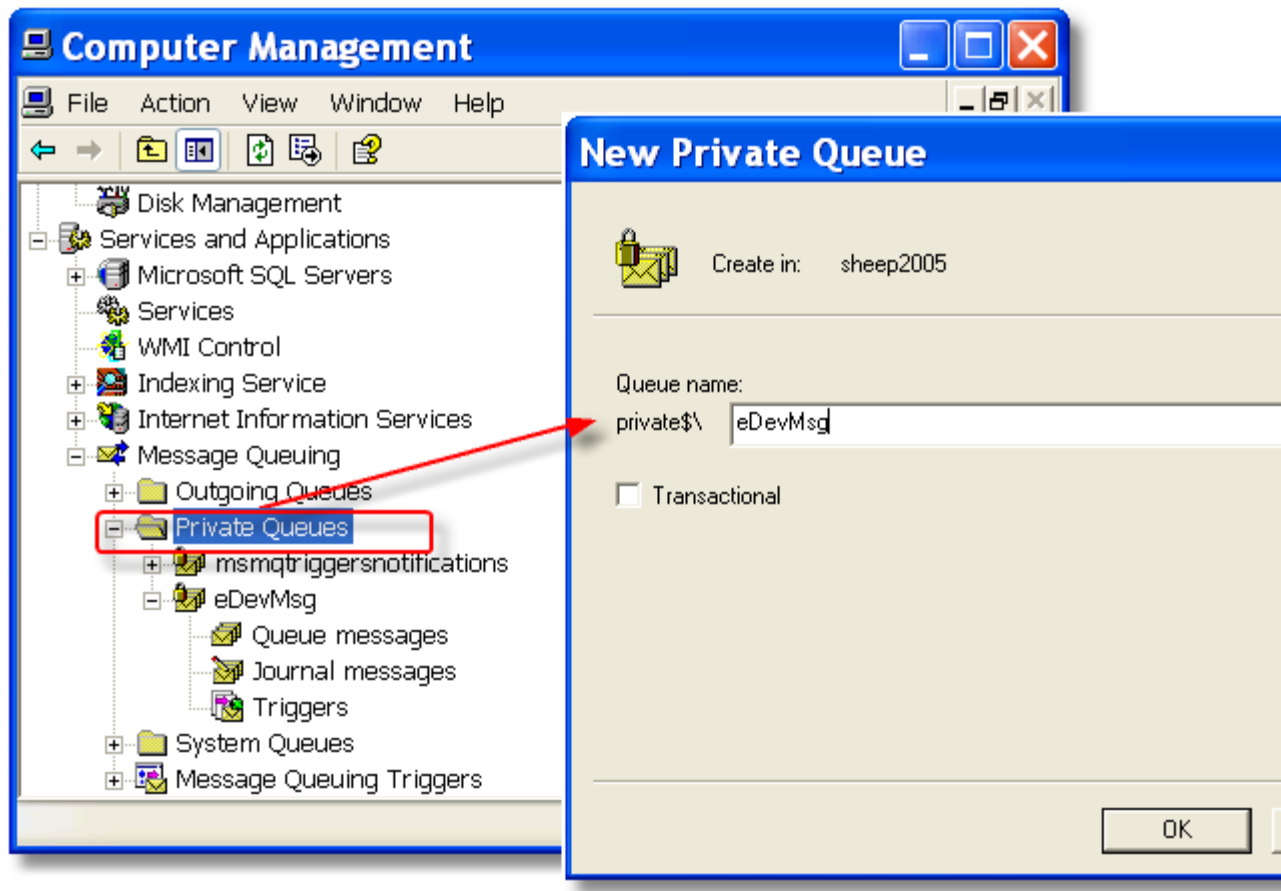 Computer Management
File Action View Window Help
Disk Management
Services and Applications
Microsoft SQL Servers
Services
WMI Control
Indexing Service
Internet Information Services
Message Queuing
Outgoing Queues
Private Queues
msmqtriggersnotifications
eDevMsg
Queue messages
Journal messages
Triggers
System Queues
Message Queuing Triggers
New Private Queue
Create in: sheep2005
Queue name:
private$\ eDevMsg
Transactional
OK